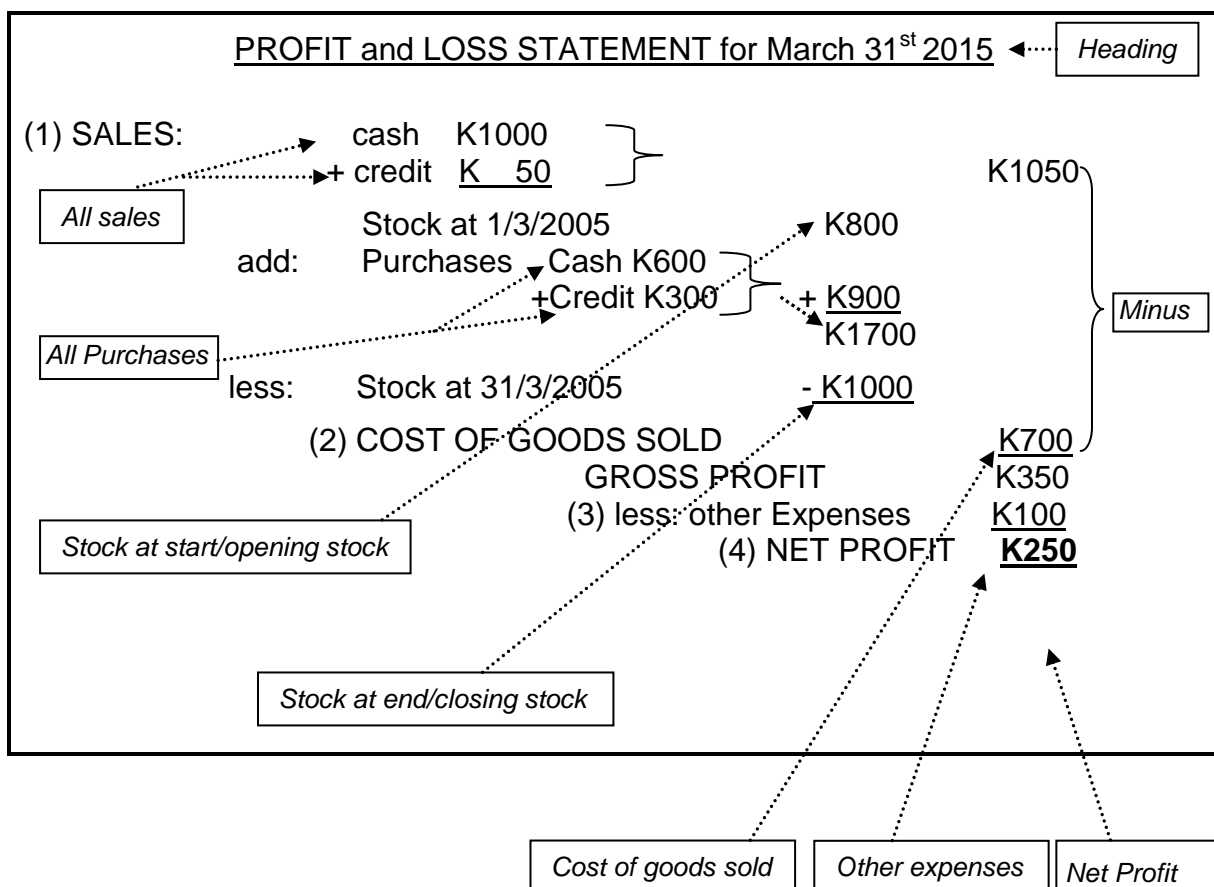 PROFIT and LOSS STATEMENT for March 31st 2015 Heading
(1) SALES: cash K1000
+ credit K 50 K1050
All sales
Stock at 1/3/2005 K800
add: Purchases Cash K600
+Credit K300 + K900 Minus
K1700
All Purchases
less: Stock at 31/3/2005 - K1000
(2) COST OF GOODS SOLD K700
GROSS PROFIT K350
(3) less: other Expenses K100
Stock at start/opening stock (4) NET PROFIT K250
Stock at end/closing stock
Cost of goods sold Other expenses Net Profit